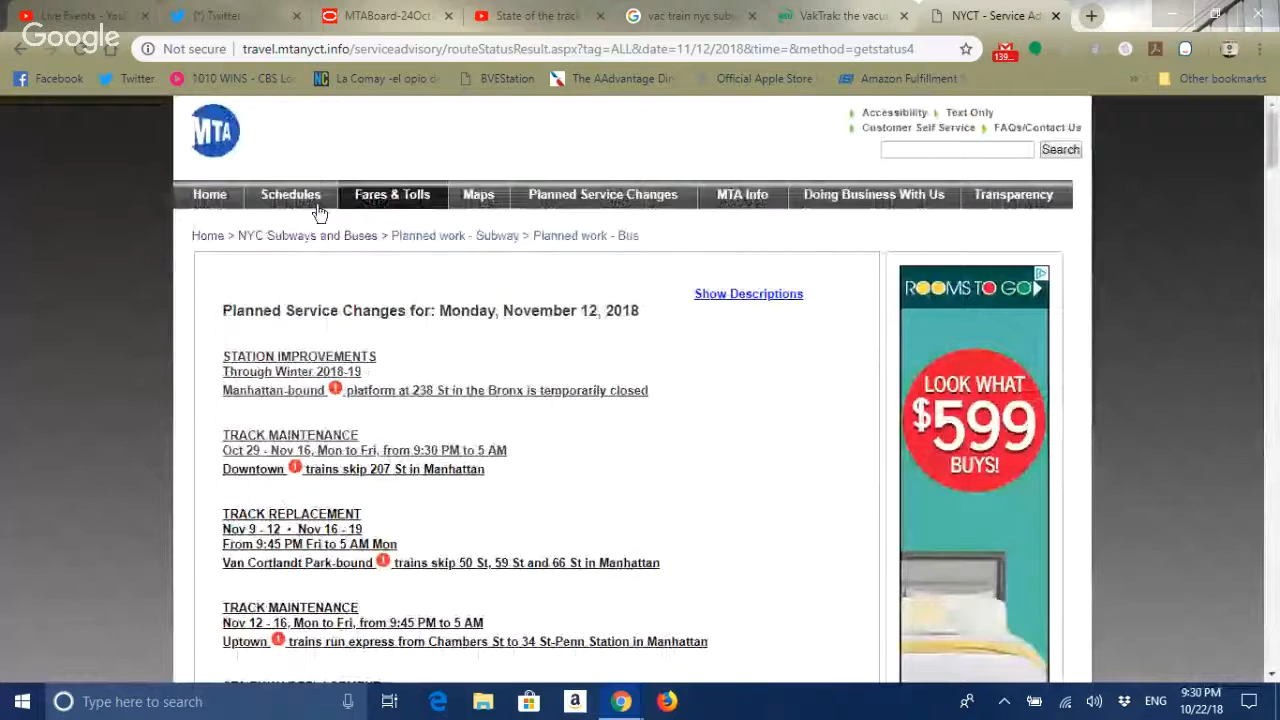 Live Events - You
(*) Twitter
MTABoard-24Oct
State of the track
vac train nyc sub
VakTrak: the vacu
NYCT - Service Ad
Google
Not secure
travel.mtanyct.info/serviceadvisory/routeStatusResult.aspx?tag=ALL&date=11/12/2018&time=&method=getstatus4
139...
Facebook
Twitter
1010 WINS - CBS Lo
La Comay -el opio de
BVEStation
The AAdvantage Dir
Official Apple Store
Amazon Fulfillment
»
Other bookmarks
MTA
Accessibility
Text Only
Customer Self Service
FAQs/Contact Us
Search
Home
Schedules
Fares & Tolls
Maps
Planned Service Changes
MTA Info
Doing Business With Us
Transparency
Home > NYC Subways and Buses > Planned work - Subway > Planned work - Bus
Show Descriptions
Planned Service Changes for: Monday, November 12, 2018
STATION IMPROVEMENTS
Through Winter 2018-19
Manhattan-bound platform at 238 St in the Bronx is temporarily closed
TRACK MAINTENANCE
Oct 29 - Nov 16, Mon to Fri, from 9:30 PM to 5 AM
Downtown trains skip 207 St in Manhattan
TRACK REPLACEMENT
Nov 9 - 12 • Nov 16 - 19
From 9:45 PM Fri to 5 AM Mon
Van Cortlandt Park-bound trains skip 50 St, 59 St and 66 St in Manhattan
TRACK MAINTENANCE
Nov 12 - 16, Mon to Fri, from 9:45 PM to 5 AM
Uptown trains run express from Chambers St to 34 St-Penn Station in Manhattan
ROOMS TO GO
LOOK WHAT
$599
BUYS!
Type here to search
ENG
9:30 PM
10/22/18